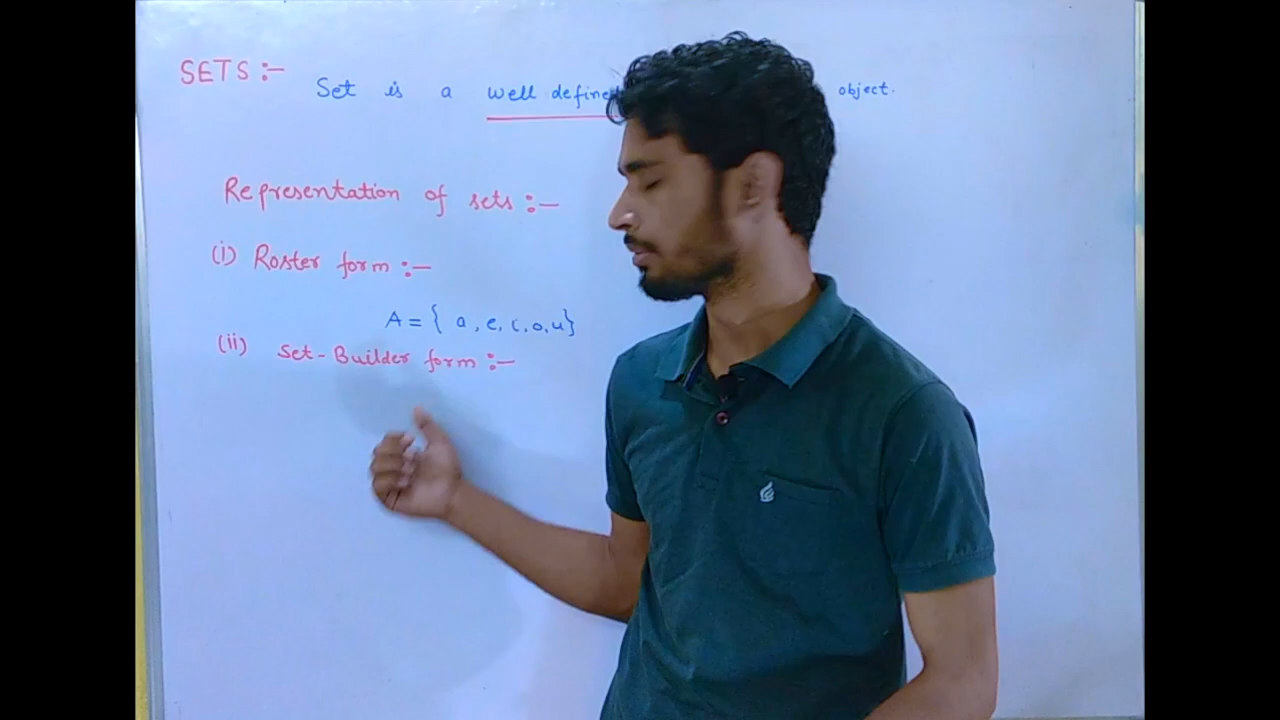 SETS :-
Set is a well define object.
Representation of sets :-
(i) Roster form :-
A = { a, e, i, o, u}
(ii) Set-Builder form :-